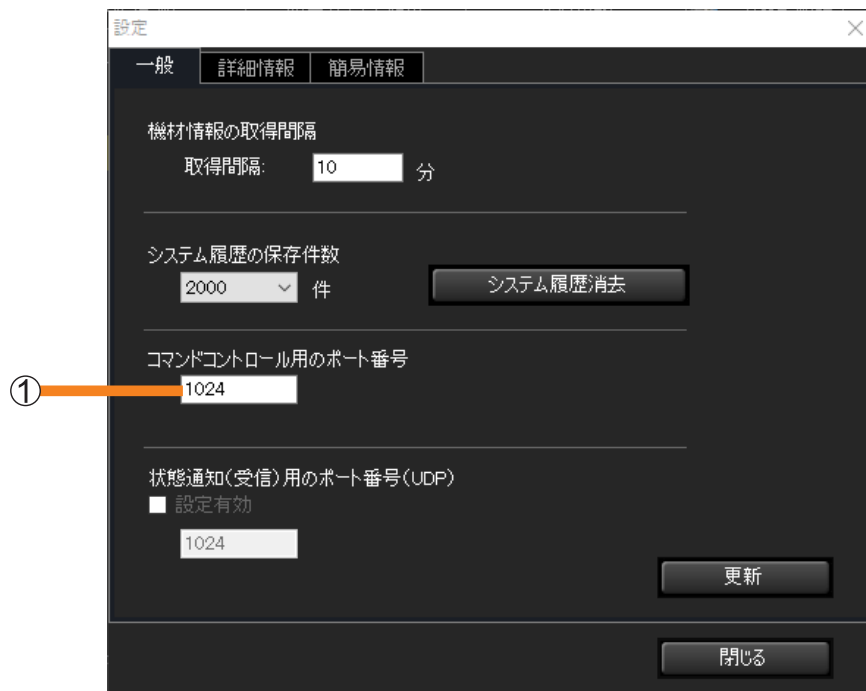 設定
一般 詳細情報 簡易情報
機材情報の取得間隔
取得間隔: 10 分
システム履歴の保存件数
2000 件 システム履歴消去
コマンドコントロール用のポート番号
① 1024
状態通知(受信)用のポート番号(UDP)
設定有効
1024
更新
閉じる